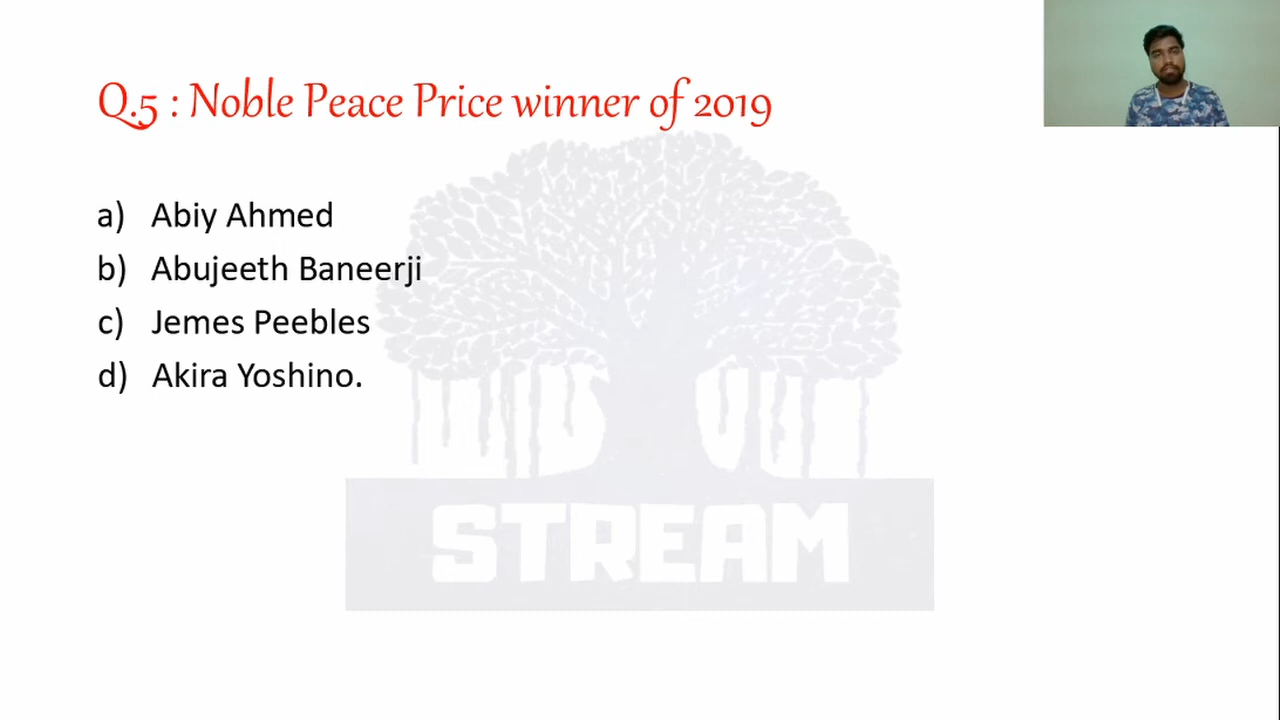 Q.5 : Noble Peace Price winner of 2019
a) Abiy Ahmed
b) Abujeeth Baneerji
c) Jemes Peebles
d) Akira Yoshino.
STREAM